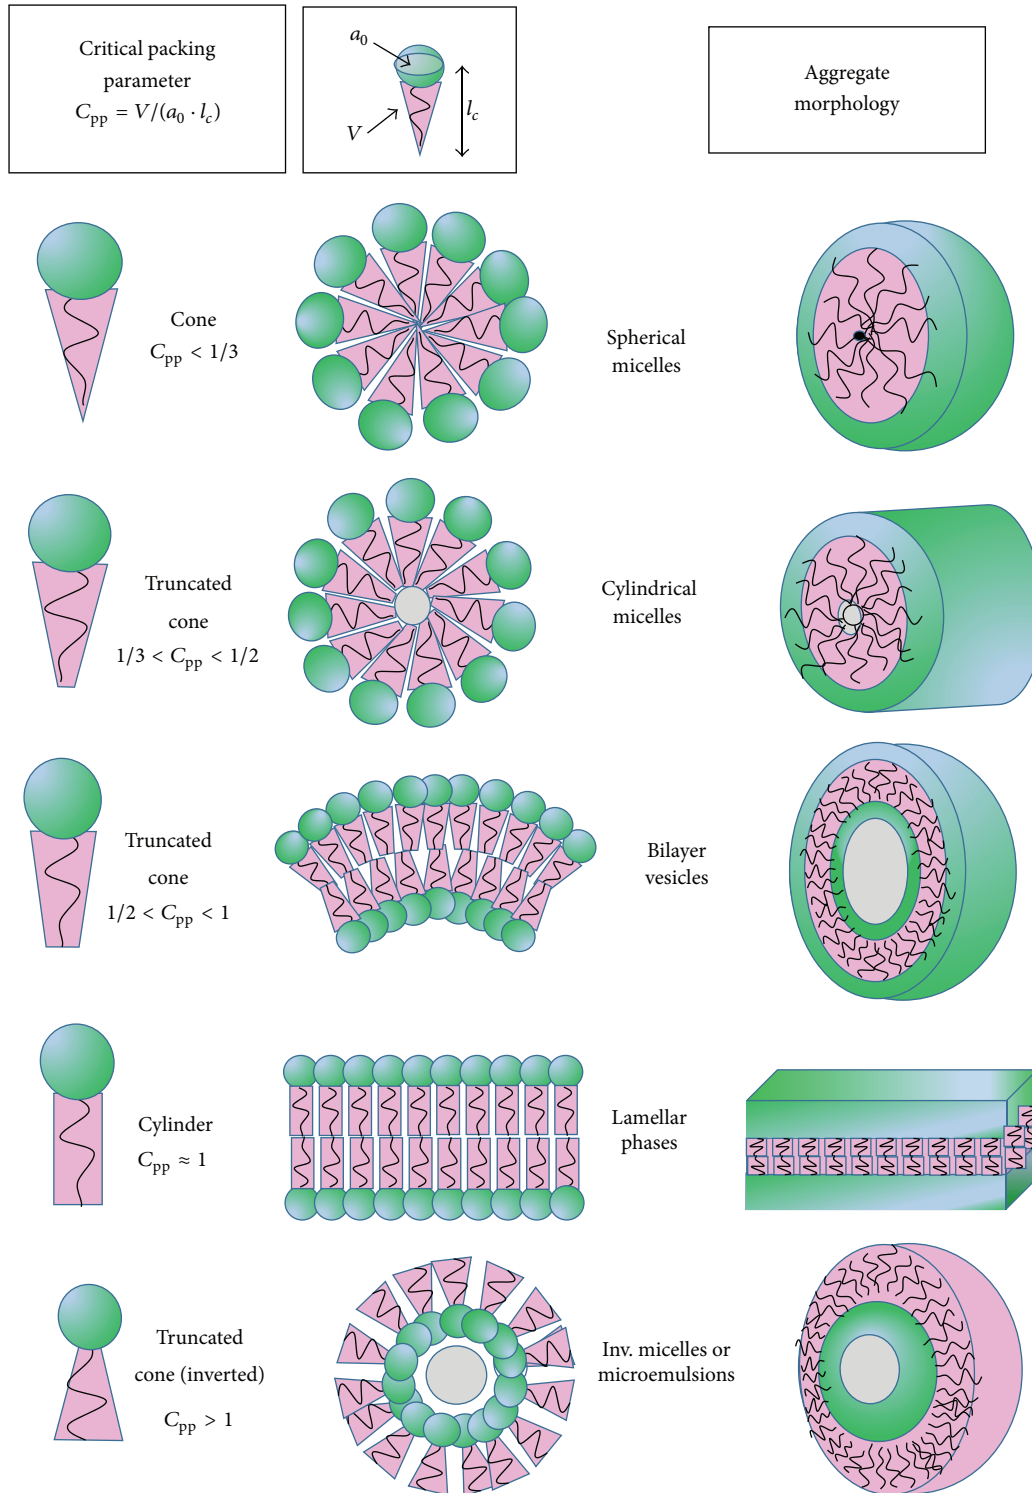 Critical packing
parameter
C_pp = V/(a_0 · l_c)
a_0
V
l_c
Aggregate
morphology
Cone
C_pp < 1/3
Spherical
micelles
Truncated
cone
1/3 < C_pp < 1/2
Cylindrical
micelles
Truncated
cone
1/2 < C_pp < 1
Bilayer
vesicles
Cylinder
C_pp ≈ 1
Lamellar
phases
Truncated
cone (inverted)
C_pp > 1
Inv. micelles or
microemulsions